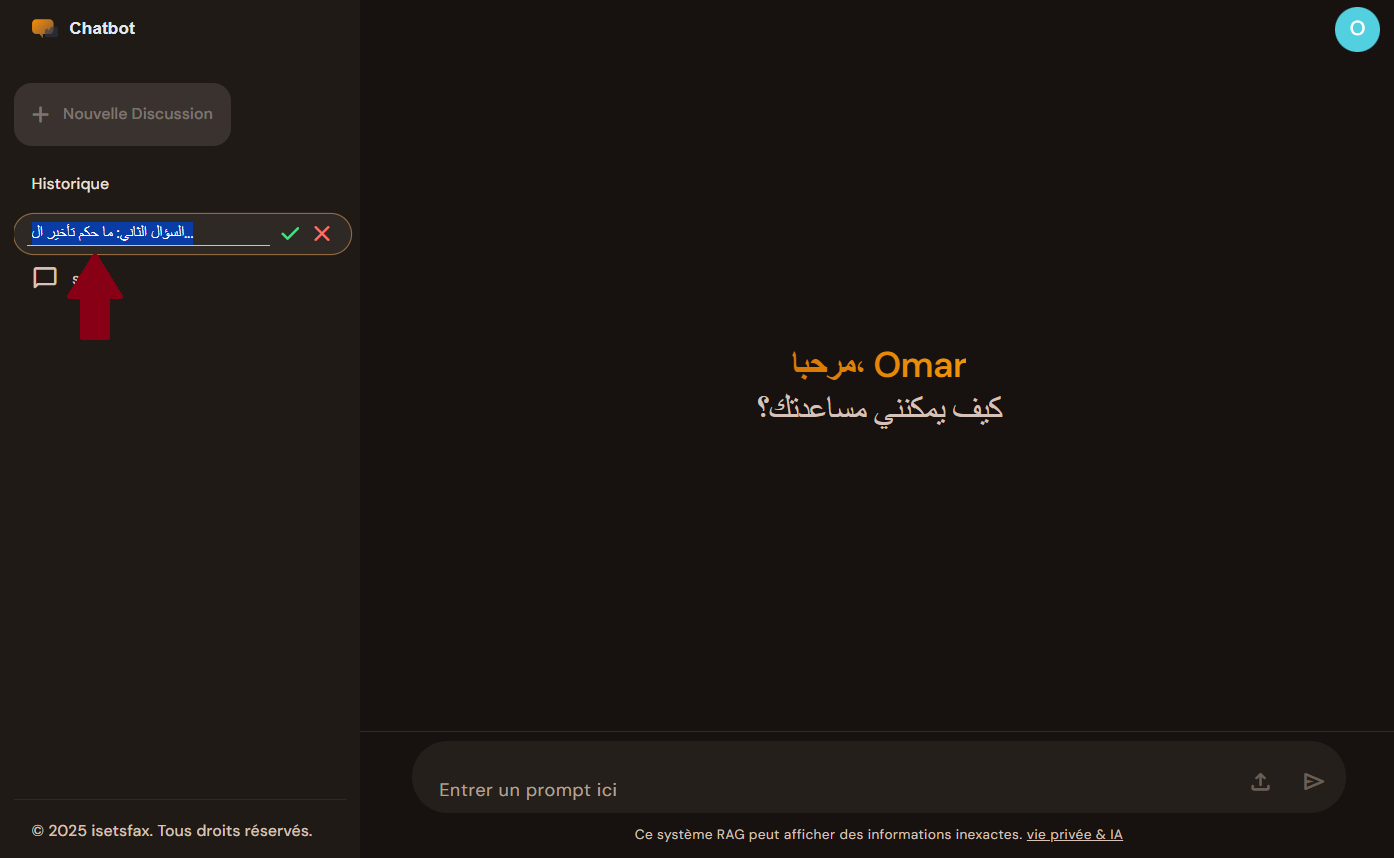 Chatbot
O
Nouvelle Discussion
Historique
السؤال الثاني: ما حكم تأخير ال...
s
مرحبا، Omar
كيف يمكنني مساعدتك؟
Entrer un prompt ici
© 2025 isetsfax. Tous droits réservés.
Ce système RAG peut afficher des informations inexactes. vie privée & IA